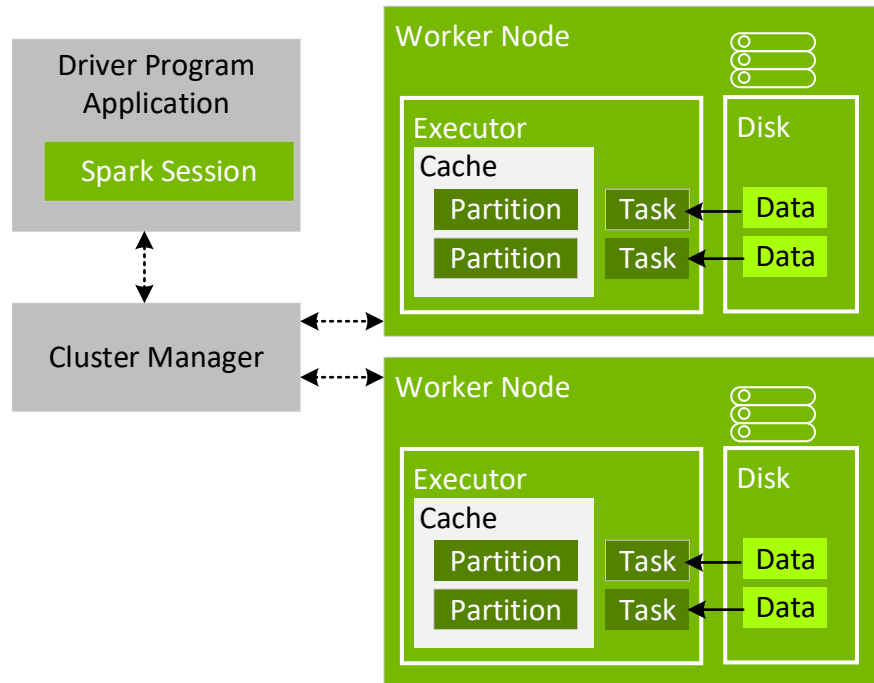 Driver Program
Application
Spark Session
Cluster Manager
Worker Node
Executor
Disk
Cache
Partition
Task
Data
Partition
Task
Data
Worker Node
Executor
Disk
Cache
Partition
Task
Data
Partition
Task
Data